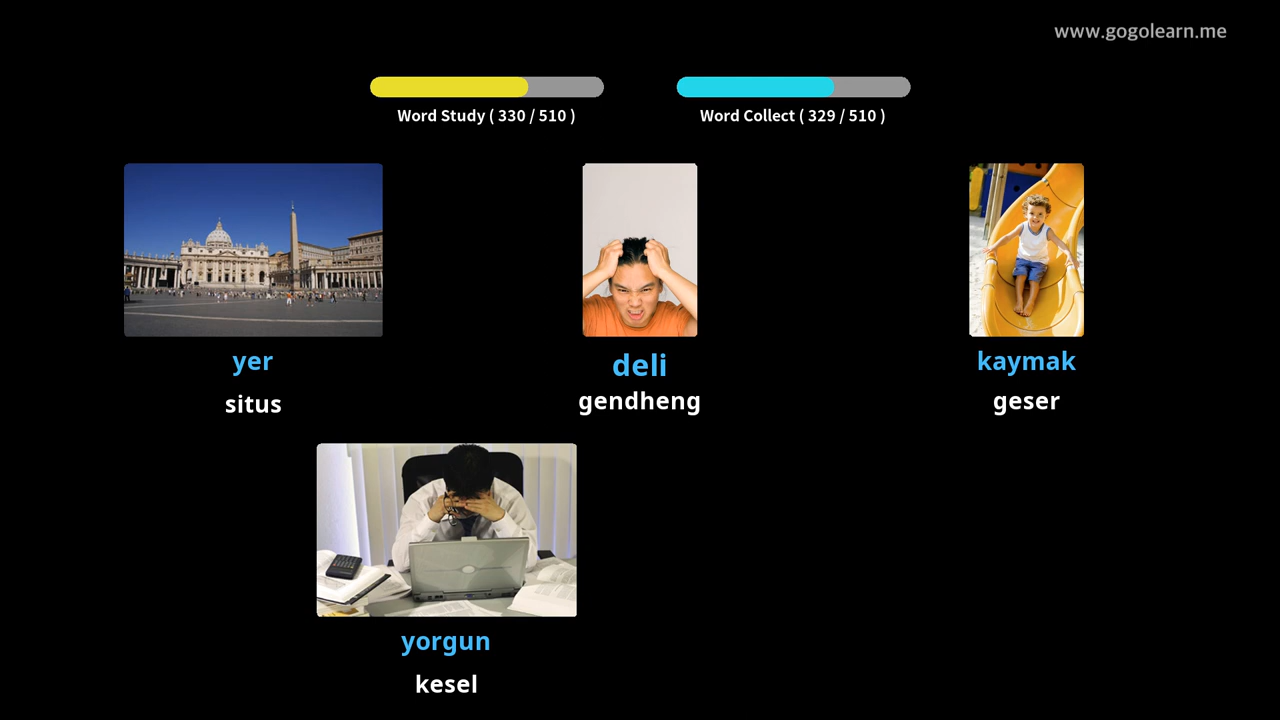 www.gogolearn.me
Word Study ( 330 / 510 )
Word Collect ( 329 / 510 )
yer
situs
deli
gendheng
kaymak
geser
yorgun
kesel